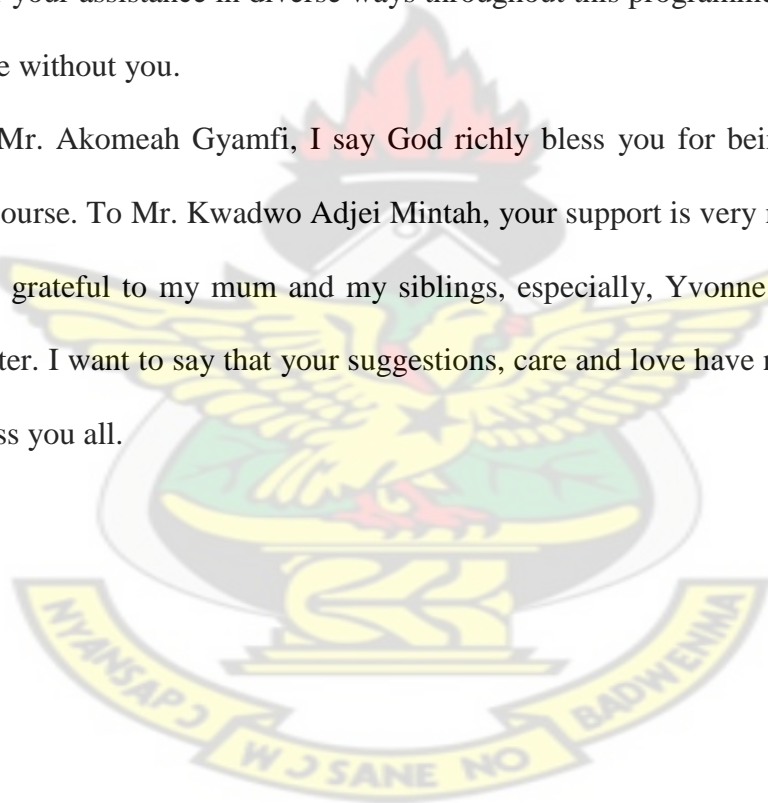 your assistance in diverse ways throughout this programme
e without you.
Mr. Akomeah Gyamfi, I say God richly bless you for bei
ourse. To Mr. Kwadwo Adjei Mintah, your support is very
grateful to my mum and my siblings, especially, Yvonne
ter. I want to say that your suggestions, care and love have
ss you all.
NYANSAPƆ
WƆSANE NO
BADWENMA